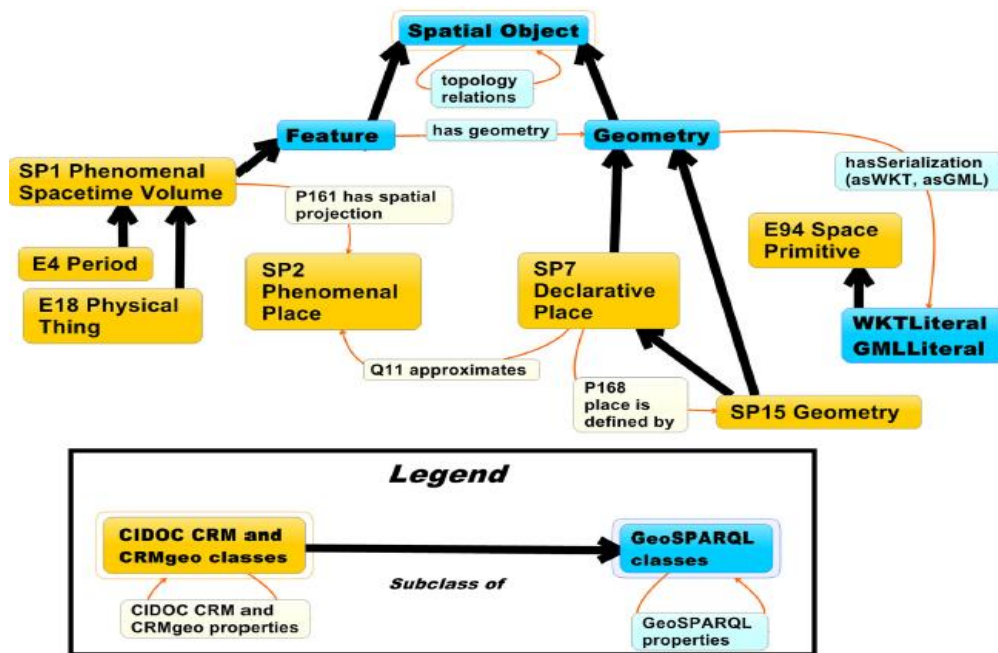 Spatial Object
topology
relations
Feature
has geometry
Geometry
SP1 Phenomenal
Spacetime Volume
P161 has spatial
projection
hasSerialization
(asWKT, asGML)
E4 Period
E18 Physical
Thing
SP2
Phenomenal
Place
SP7
Declarative
Place
E94 Space
Primitive
WKTLiteral
GMLLiteral
Q11 approximates
P168
place is
defined by
SP15 Geometry
Legend
CIDOC CRM and
CRMgeo classes
Subclass of
GeoSPARQL
classes
CIDOC CRM and
CRMgeo properties
GeoSPARQL
properties